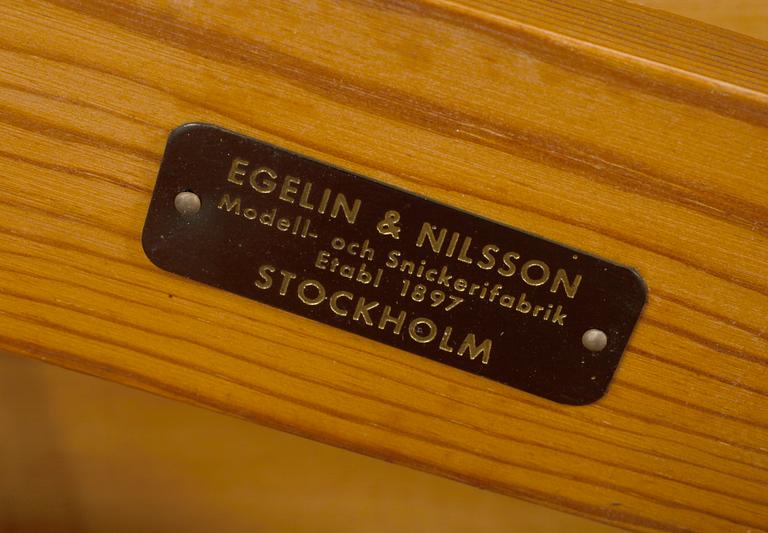 EGELIN & NILSSON
Modell- och Snickerifabrik
Etabl 1897
STOCKHOLM